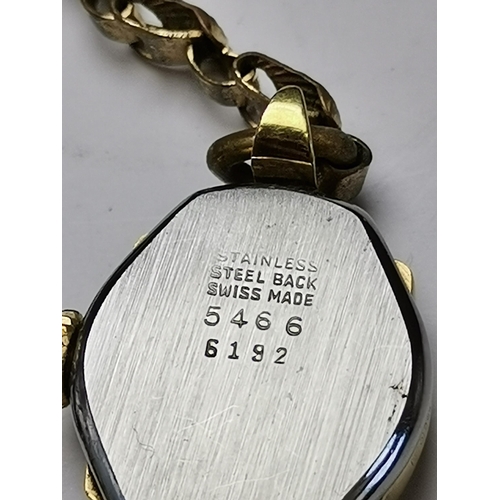 STAINLESS
STEEL BACK
SWISS MADE
5466
6192